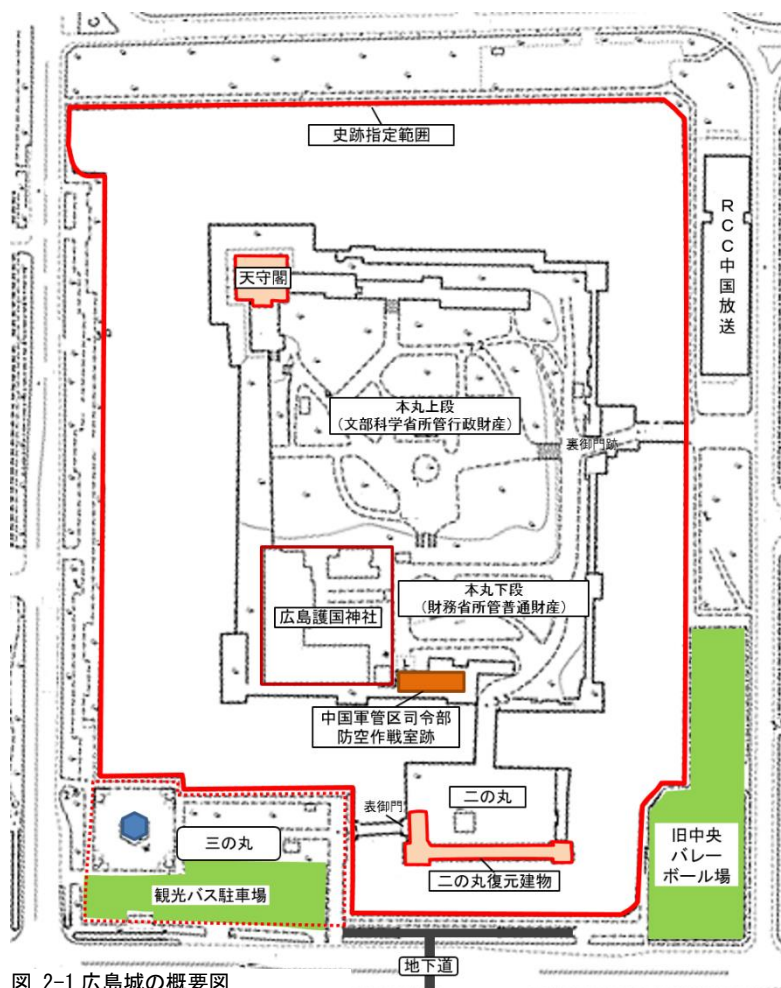 史跡指定範囲
RCC中国放送
天守閣
本丸上段
（文部科学省所管行政財産）
裏御門跡
本丸下段
（財務省所管普通財産）
広島護国神社
中国軍管区司令部
防空作戦室跡
二の丸
表御門
三の丸
旧中央
バレー
ボール場
二の丸復元建物
観光バス駐車場
地下道
図 2-1 広島城の概要図